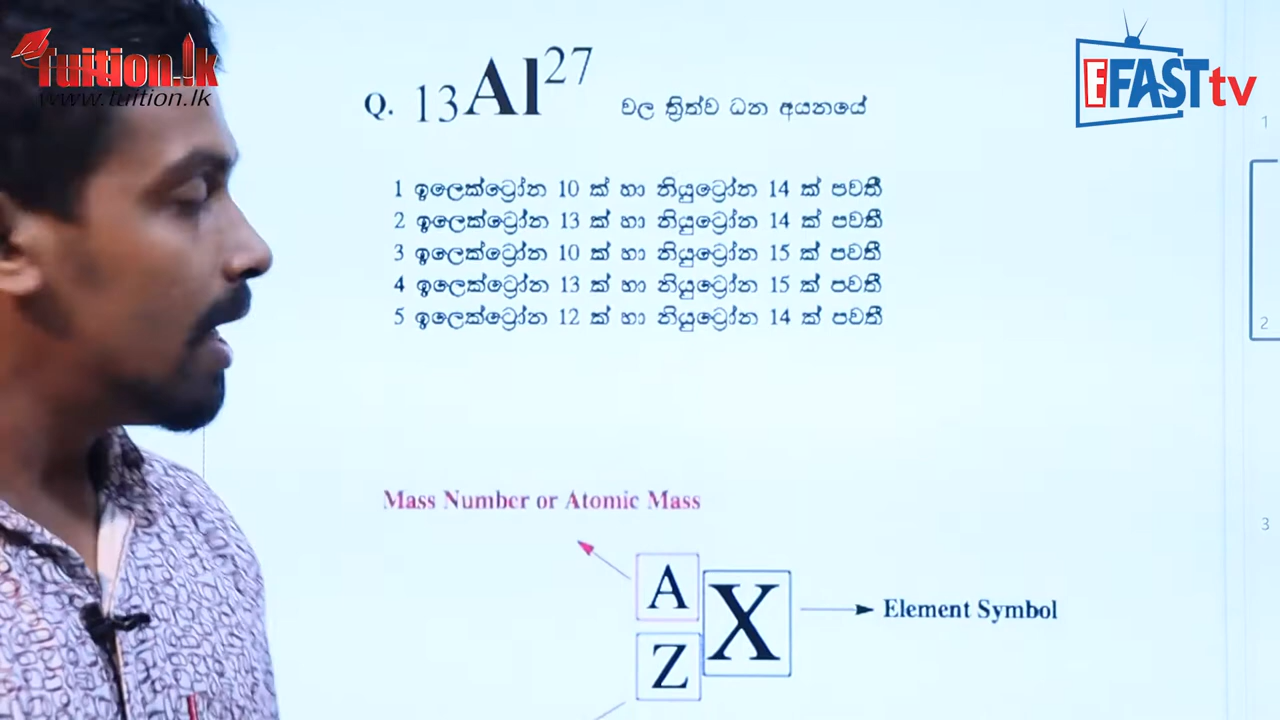 Tuition.lk
www.tuition.lk
EFAST tv
Q. 13Al27 වල ත්‍රිත්ව ධන අයනයේ
1 ඉලෙක්ට්‍රෝන 10 ක් හා නියුට්‍රෝන 14 ක් පවතී
2 ඉලෙක්ට්‍රෝන 13 ක් හා නියුට්‍රෝන 14 ක් පවතී
3 ඉලෙක්ට්‍රෝන 10 ක් හා නියුට්‍රෝන 15 ක් පවතී
4 ඉලෙක්ට්‍රෝන 13 ක් හා නියුට්‍රෝන 15 ක් පවතී
5 ඉලෙක්ට්‍රෝන 12 ක් හා නියුට්‍රෝන 14 ක් පවතී
Mass Number or Atomic Mass
A
X
Element Symbol
Z
1
2
3